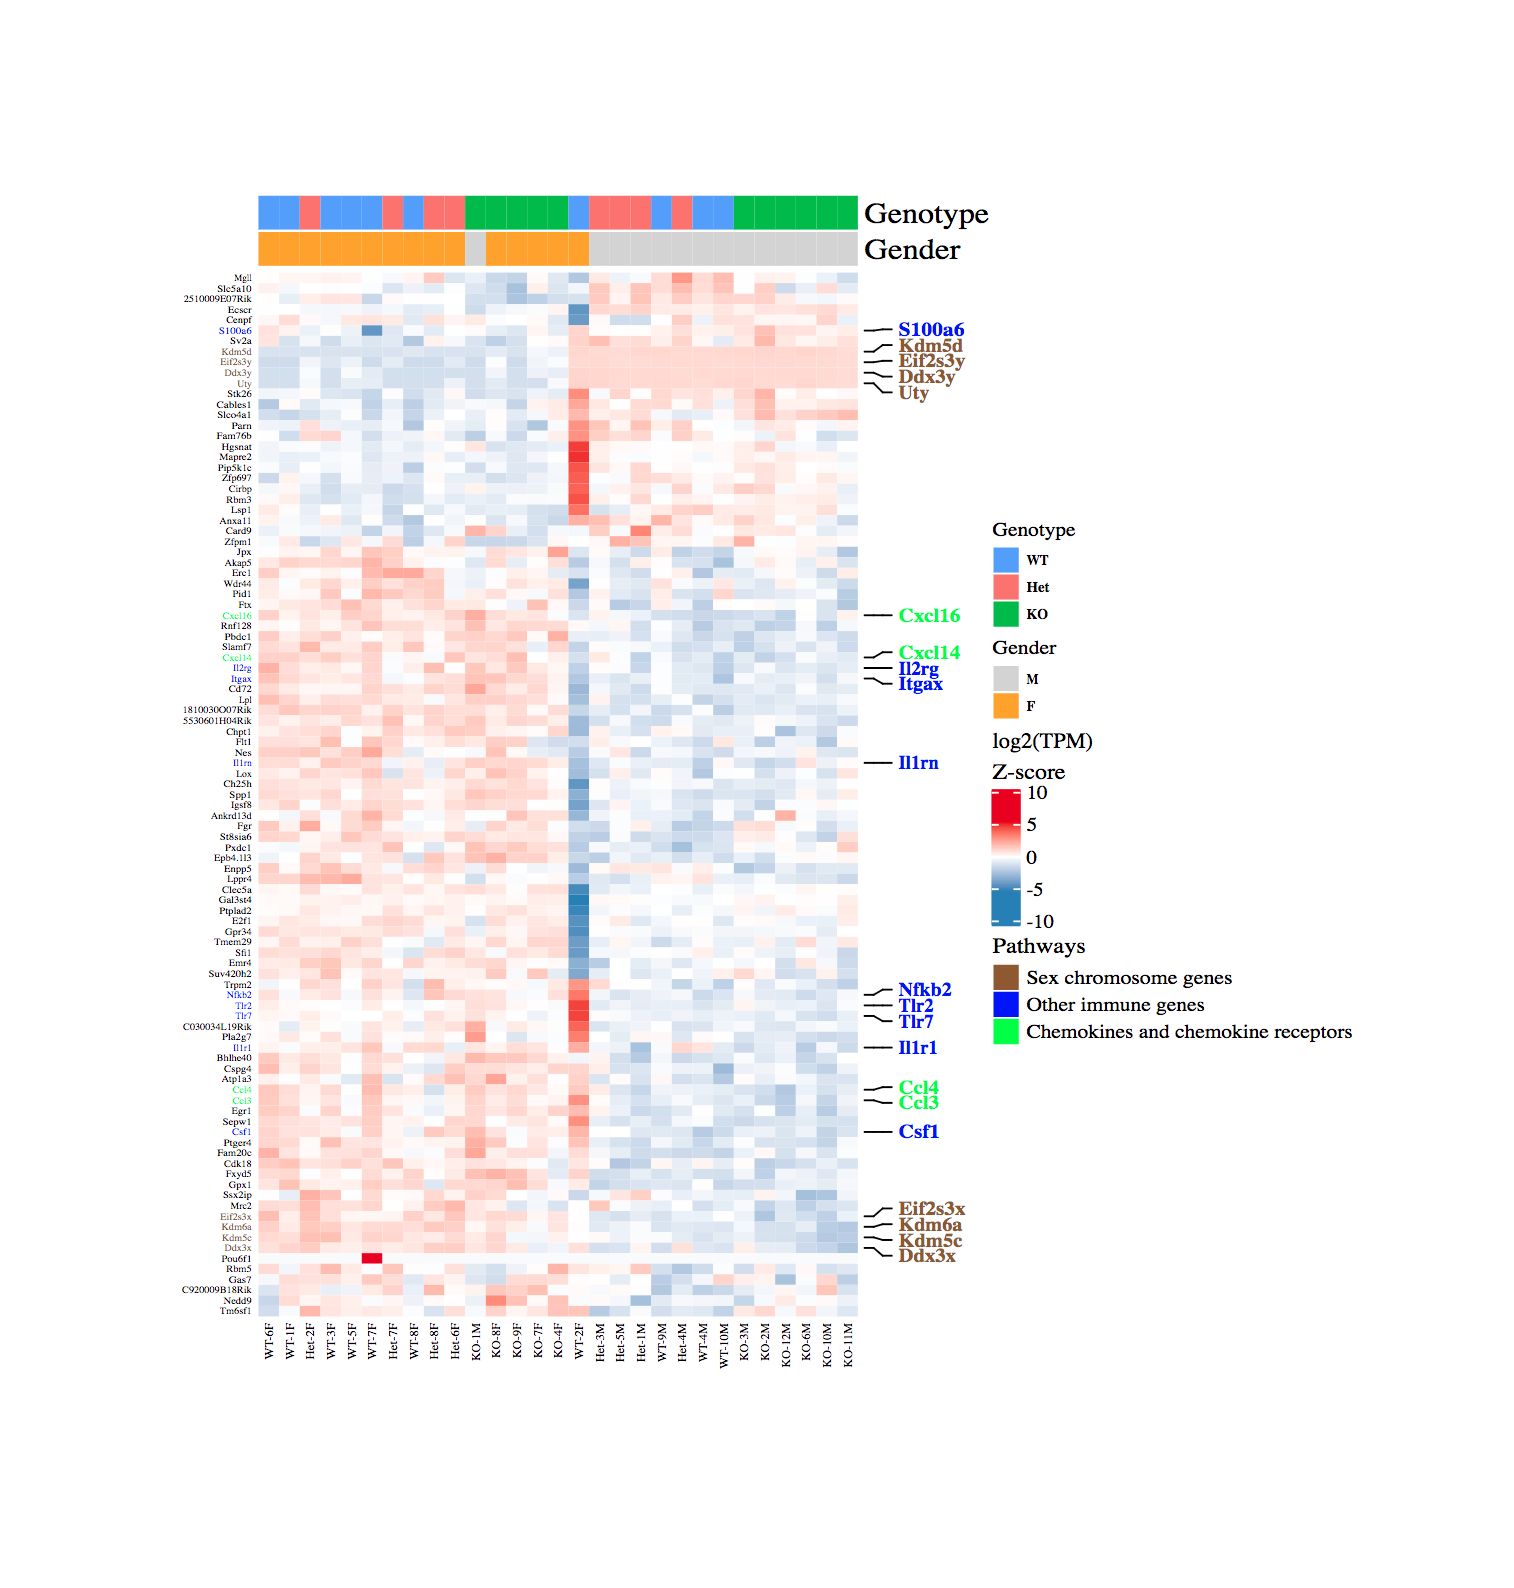 Genotype
Gender
Mgll
Slc5a10
2510009E07Rik
Ecscr
Cenpf
S100a6
Sv2a
Kdm5d
Eif2s3y
Ddx3y
Uty
Stk26
Cables1
Slco4a1
Parn
Fam76b
Hgsnat
Mapre2
Pip5k1c
Zfp697
Cirbp
Rbm3
Lsp1
Anxa11
Card9
Zfpm1
Jpx
Akap5
Erc1
Wdr44
Pid1
Ftx
Cxcl16
Rnf128
Pbdc1
Slamf7
Cxcl14
Il2rg
Itgax
Cd72
Lpl
1810030O07Rik
5530601H04Rik
Chpt1
Flt1
Nes
Il1rn
Lox
Ch25h
Spp1
Igsf8
Ankrd13d
Fgr
St8sia6
Pxdc1
Epb4.1l3
Enpp5
Lppr4
Clec5a
Gal3st4
Ptplad2
E2f1
Gpr34
Tmem29
Sfi1
Emr4
Suv420h2
Trpm2
Nfkb2
Tlr2
Tlr7
C030034L19Rik
Pla2g7
Il1r1
Bhlhe40
Cspg4
Atp1a3
Ccl4
Ccl3
Egr1
Sepw1
Csf1
Ptger4
Fam20c
Cdk18
Fxyd5
Gpx1
Ssx2ip
Mrc2
Eif2s3x
Kdm6a
Kdm5c
Ddx3x
Pou6f1
Rbm5
Gas7
C920009B18Rik
Nedd9
Tm6sf1
S100a6
Kdm5d
Eif2s3y
Ddx3y
Uty
Cxcl16
Cxcl14
Il2rg
Itgax
Il1rn
Nfkb2
Tlr2
Tlr7
Il1r1
Ccl4
Ccl3
Csf1
Eif2s3x
Kdm6a
Kdm5c
Ddx3x
WT-6F
WT-1F
Het-2F
WT-3F
WT-5F
WT-7F
Het-7F
WT-8F
Het-8F
Het-6F
KO-1M
KO-8F
KO-9F
KO-7F
KO-4F
WT-2F
Het-3M
Het-5M
Het-1M
WT-9M
Het-4M
WT-4M
WT-10M
KO-3M
KO-2M
KO-12M
KO-6M
KO-10M
KO-11M
Genotype
WT
Het
KO
Gender
M
F
log2(TPM)
Z-score
10
5
0
-5
-10
Pathways
Sex chromosome genes
Other immune genes
Chemokines and chemokine receptors